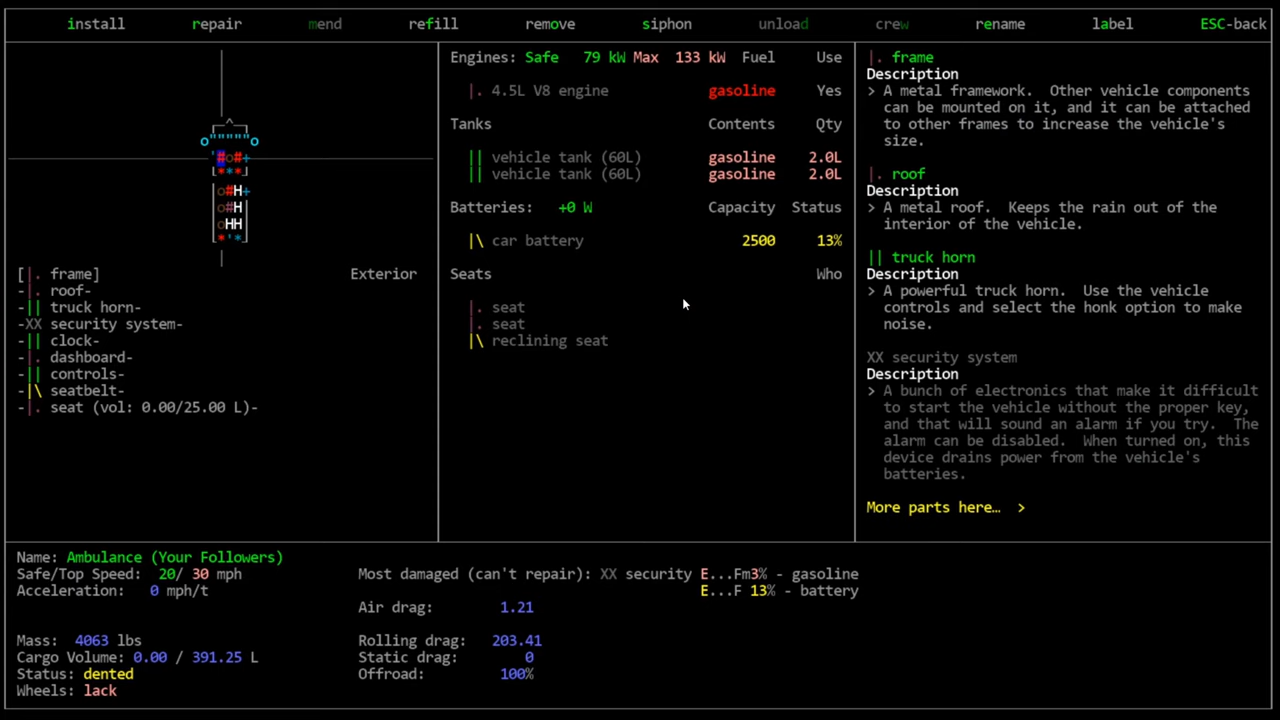 install repair mend refill remove siphon unload crew rename label ESC-back
Engines: Safe 79 kW Max 133 kW Fuel Use
|. 4.5L V8 engine gasoline Yes
Tanks Contents Qty
|| vehicle tank (60L) gasoline 2.0L
|| vehicle tank (60L) gasoline 2.0L
Batteries: +0 W Capacity Status
|\ car battery 2500 13%
Seats Who
|. seat
|. seat
|\ reclining seat
[|. frame] Exterior
-|. roof-
-|| truck horn-
-XX security system-
-|| clock-
-|. dashboard-
-|| controls-
-|\ seatbelt-
-|. seat (vol: 0.00/25.00 L)-
|. frame
Description
> A metal framework. Other vehicle components
can be mounted on it, and it can be attached
to other frames to increase the vehicle's
size.
|. roof
Description
> A metal roof. Keeps the rain out of the
interior of the vehicle.
|| truck horn
Description
> A powerful truck horn. Use the vehicle
controls and select the honk option to make
noise.
XX security system
Description
> A bunch of electronics that make it difficult
to start the vehicle without the proper key,
and that will sound an alarm if you try. The
alarm can be disabled. When turned on, this
device drains power from the vehicle's
batteries.
More parts here… >
Name: Ambulance (Your Followers)
Safe/Top Speed: 20/ 30 mph
Acceleration: 0 mph/t
Mass: 4063 lbs
Cargo Volume: 0.00 / 391.25 L
Status: dented
Wheels: lack
Most damaged (can't repair): XX security E...Fm3% - gasoline
E...F 13% - battery
Air drag: 1.21
Rolling drag: 203.41
Static drag: 0
Offroad: 100%